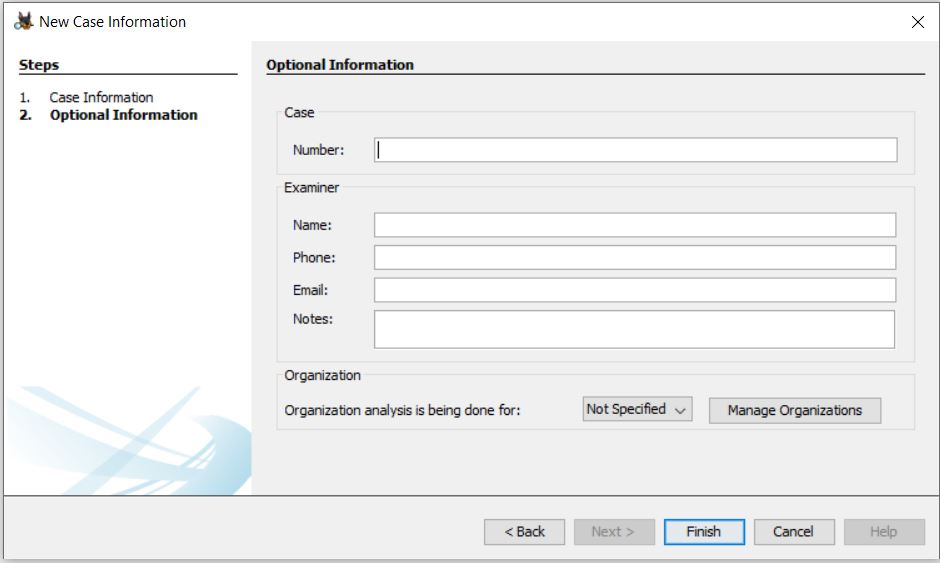 New Case Information
Steps
1. Case Information
2. Optional Information
Optional Information
Case
Number:
Examiner
Name:
Phone:
Email:
Notes:
Organization
Organization analysis is being done for: Not Specified Manage Organizations
< Back Next > Finish Cancel Help